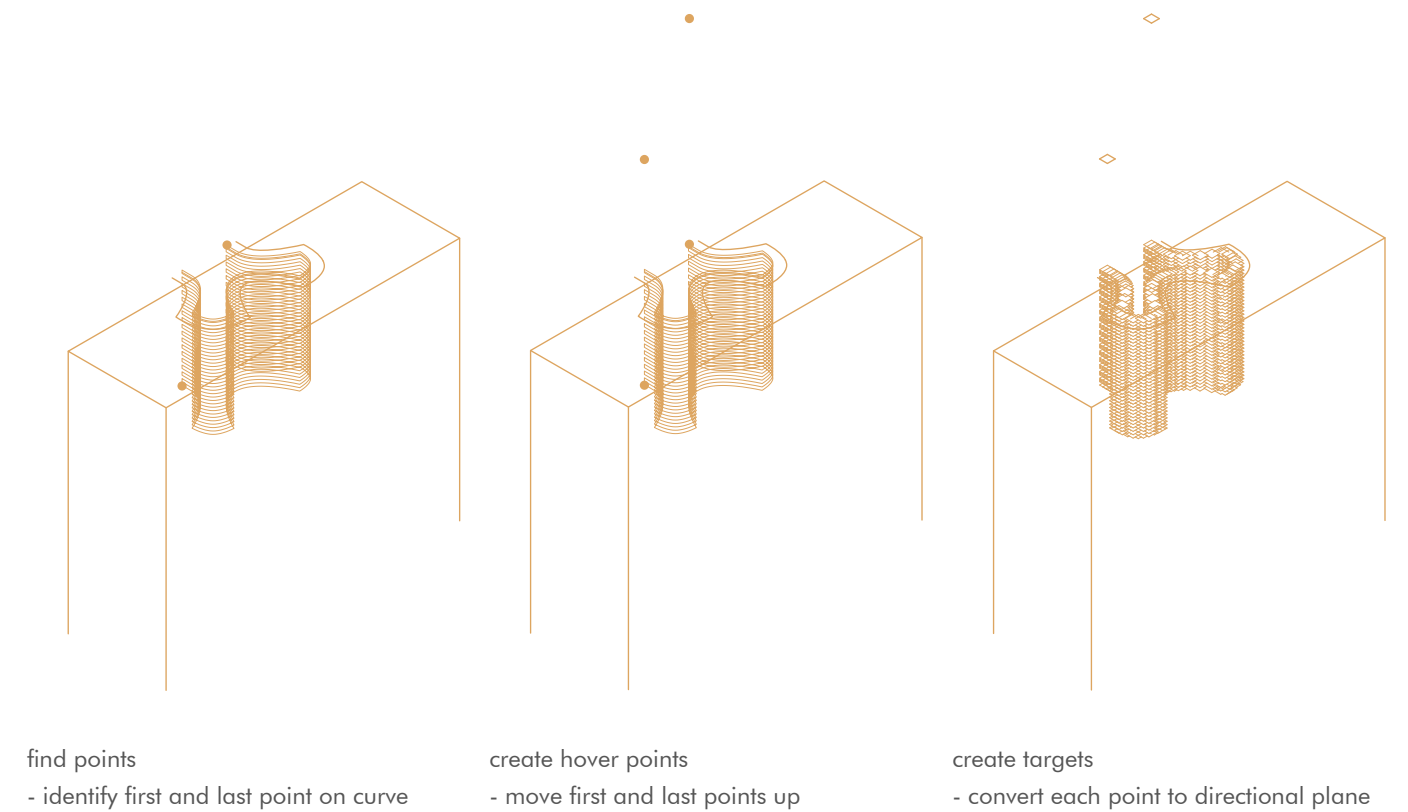 find points
- identify first and last point on curve
create hover points
- move first and last points up
create targets
- convert each point to directional plane